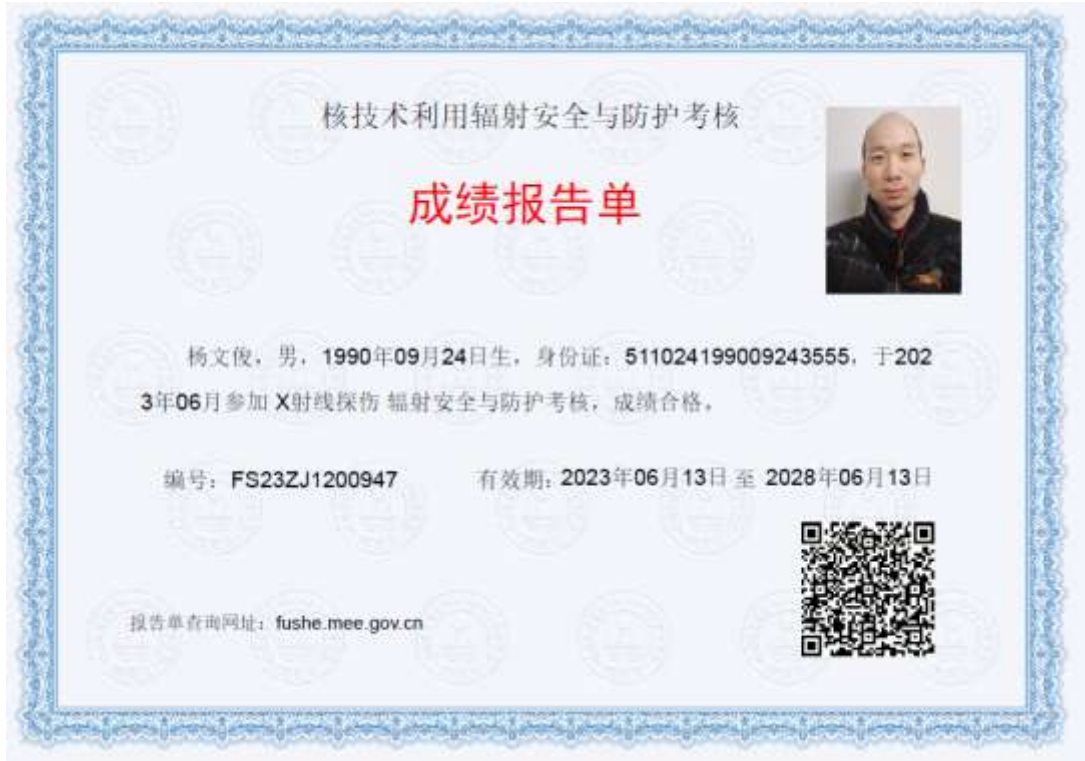 核技术利用辐射安全与防护考核
成绩报告单
杨文俊，男，1990年09月24日生，身份证：511024199009243555，于202
3年06月参加 X射线探伤 辐射安全与防护考核，成绩合格。
编号：FS23ZJ1200947 有效期：2023年06月13日 至 2028年06月13日
报告单查询网址：fushe.mee.gov.cn